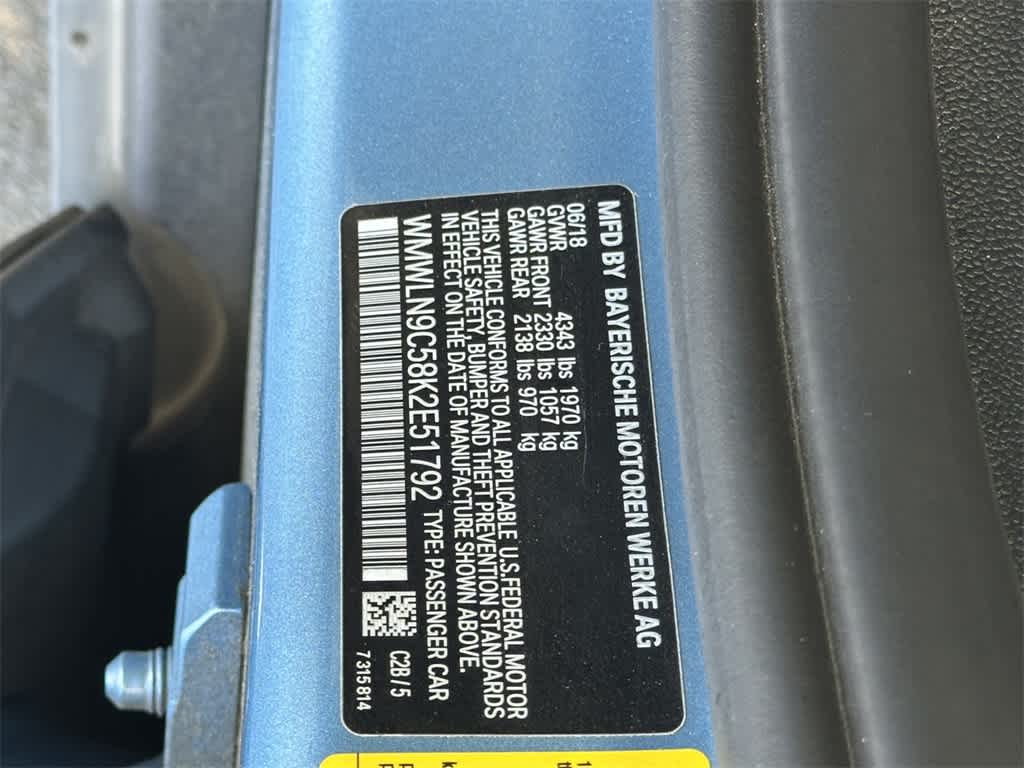 MFD BY BAYERISCHE MOTOREN WERKE AG
06/18
GVWR 4343 lbs 1970 kg
GAWR FRONT 2330 lbs 1057 kg
GAWR REAR 2138 lbs 970 kg
THIS VEHICLE CONFORMS TO ALL APPLICABLE U.S.FEDERAL MOTOR
VEHICLE SAFETY, BUMPER AND THEFT PREVENTION STANDARDS
IN EFFECT ON THE DATE OF MANUFACTURE SHOWN ABOVE.
WMWLN9C58K2E51792 TYPE: PASSENGER CAR
C2B / 5
7315814